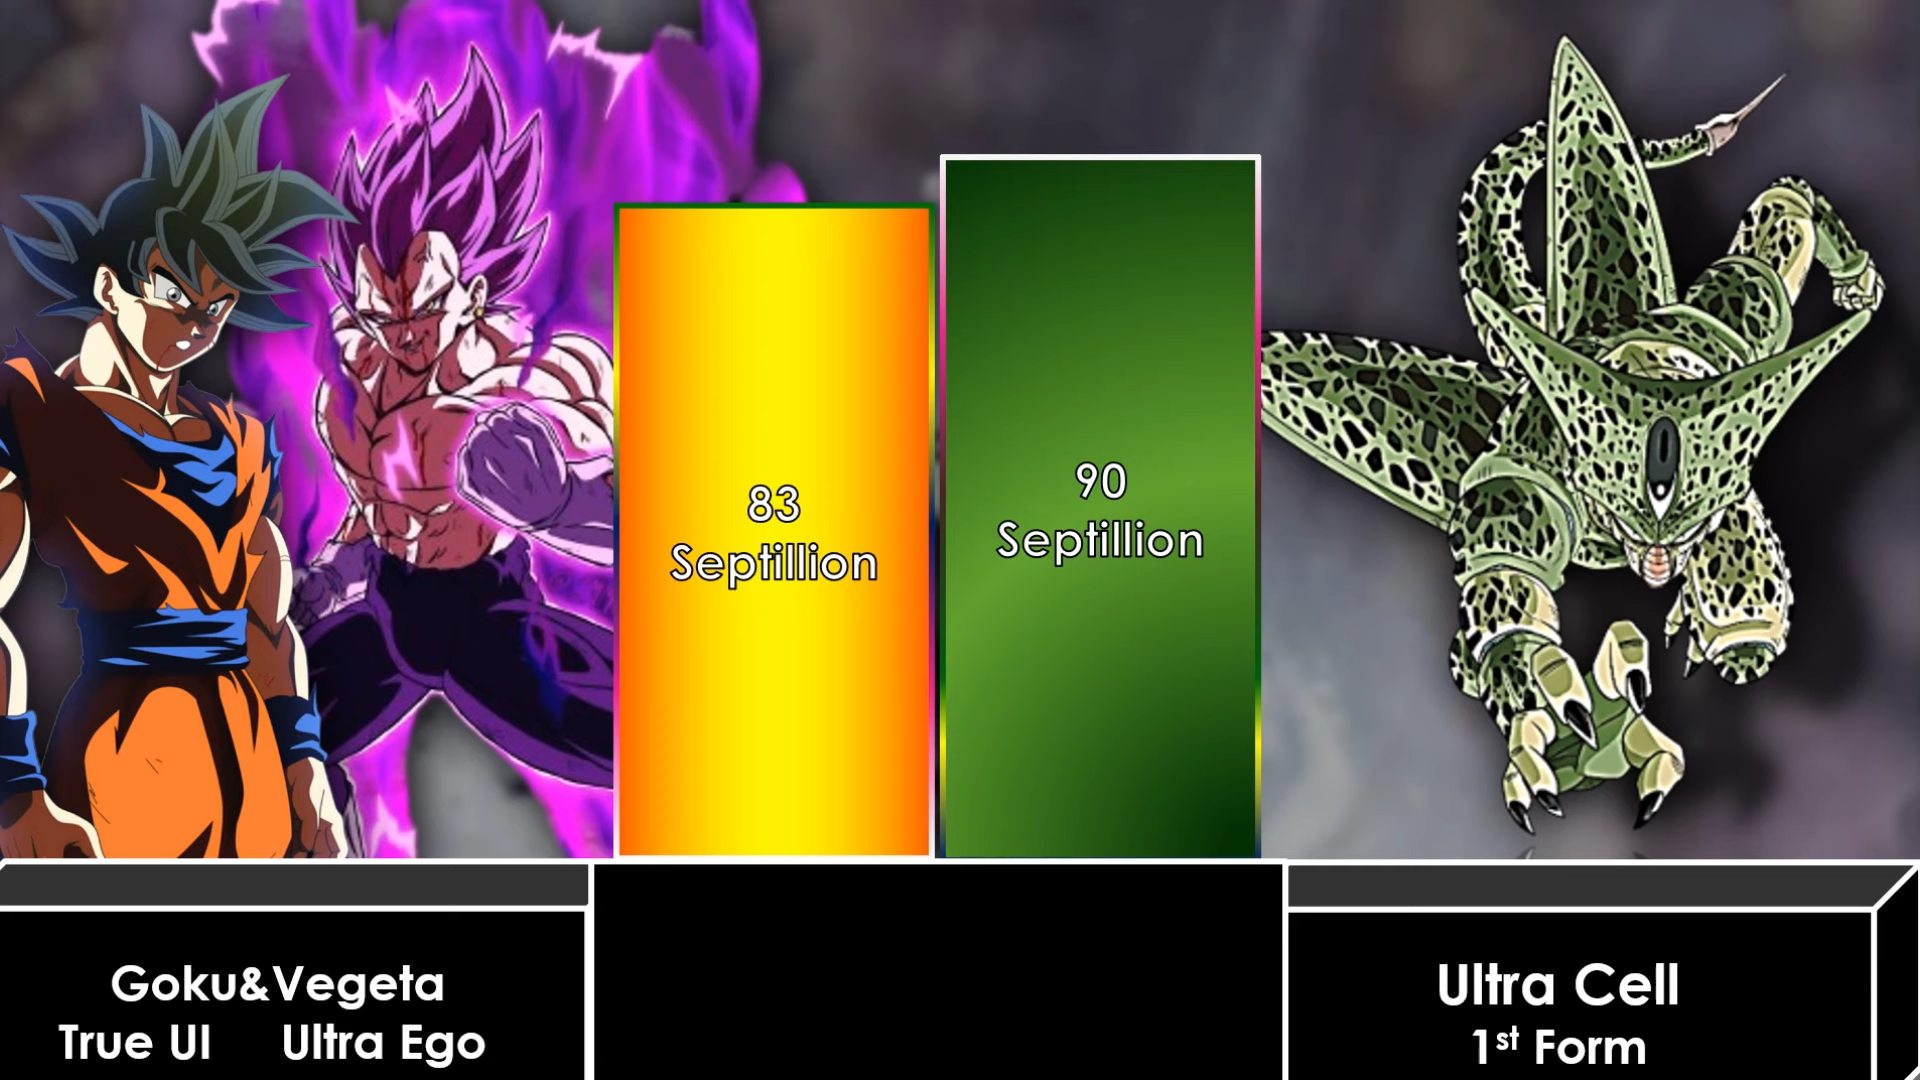 83
Septillion
90
Septillion
Goku&Vegeta
True UI Ultra Ego
Ultra Cell
1st Form